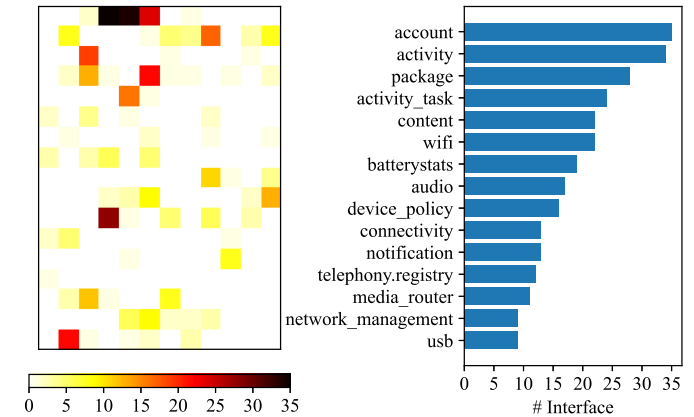 account
activity
package
activity_task
content
wifi
batterystats
audio
device_policy
connectivity
notification
telephony.registry
media_router
network_management
usb
0 5 10 15 20 25 30 35
# Interface
0 5 10 15 20 25 30 35